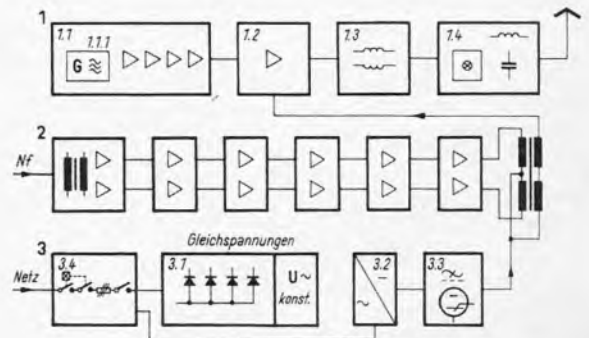 1
1.1
1.1.1
G
1.2
1.3
1.4
2
Nf
3
Gleichspannungen
Netz
3.4
3.1
U~
konst.
3.2
3.3